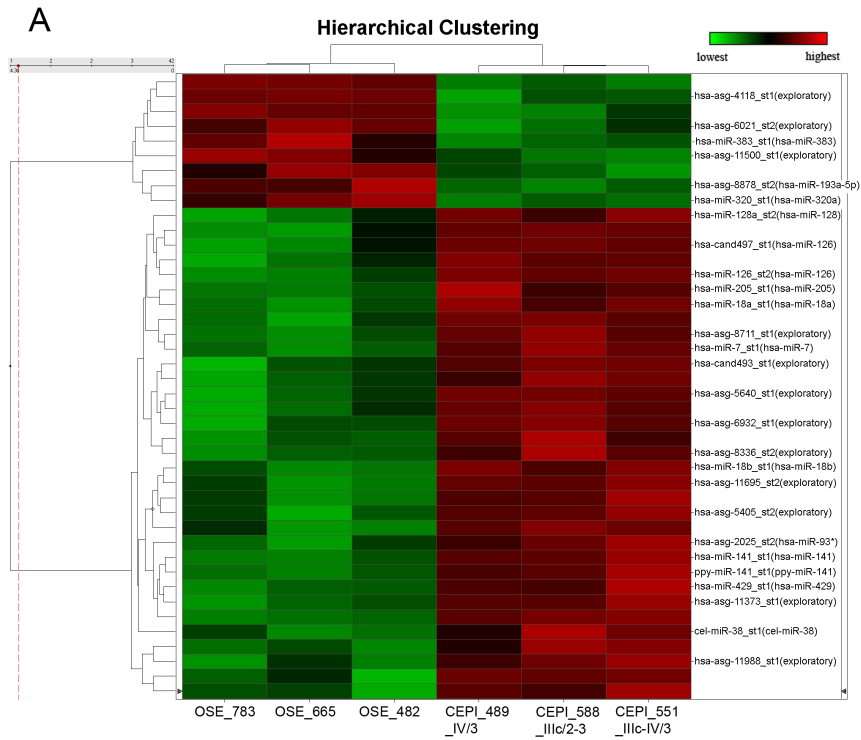 A
Hierarchical Clustering
lowest highest
1 2 2 3 42
4.3 0
hsa-asg-4118_st1(exploratory)
hsa-asg-6021_st2(exploratory)
hsa-miR-383_st1(hsa-miR-383)
hsa-asg-11500_st1(exploratory)
hsa-asg-8878_st2(hsa-miR-193a-5p)
hsa-miR-320_st1(hsa-miR-320a)
hsa-miR-128a_st2(hsa-miR-128)
hsa-cand497_st1(hsa-miR-126)
hsa-miR-126_st2(hsa-miR-126)
hsa-miR-205_st1(hsa-miR-205)
hsa-miR-18a_st1(hsa-miR-18a)
hsa-asg-8711_st1(exploratory)
hsa-miR-7_st1(hsa-miR-7)
hsa-cand493_st1(exploratory)
hsa-asg-5640_st1(exploratory)
hsa-asg-6932_st1(exploratory)
hsa-asg-8336_st2(exploratory)
hsa-miR-18b_st1(hsa-miR-18b)
hsa-asg-11695_st2(exploratory)
hsa-asg-5405_st2(exploratory)
hsa-asg-2025_st2(hsa-miR-93*)
hsa-miR-141_st1(hsa-miR-141)
ppy-miR-141_st1(ppy-miR-141)
hsa-miR-429_st1(hsa-miR-429)
hsa-asg-11373_st1(exploratory)
cel-miR-38_st1(cel-miR-38)
hsa-asg-11988_st1(exploratory)
OSE_783 OSE_665 OSE_482 CEPI_489 CEPI_588 CEPI_551
_IV/3 _IIIc/2-3 _IIIc-IV/3